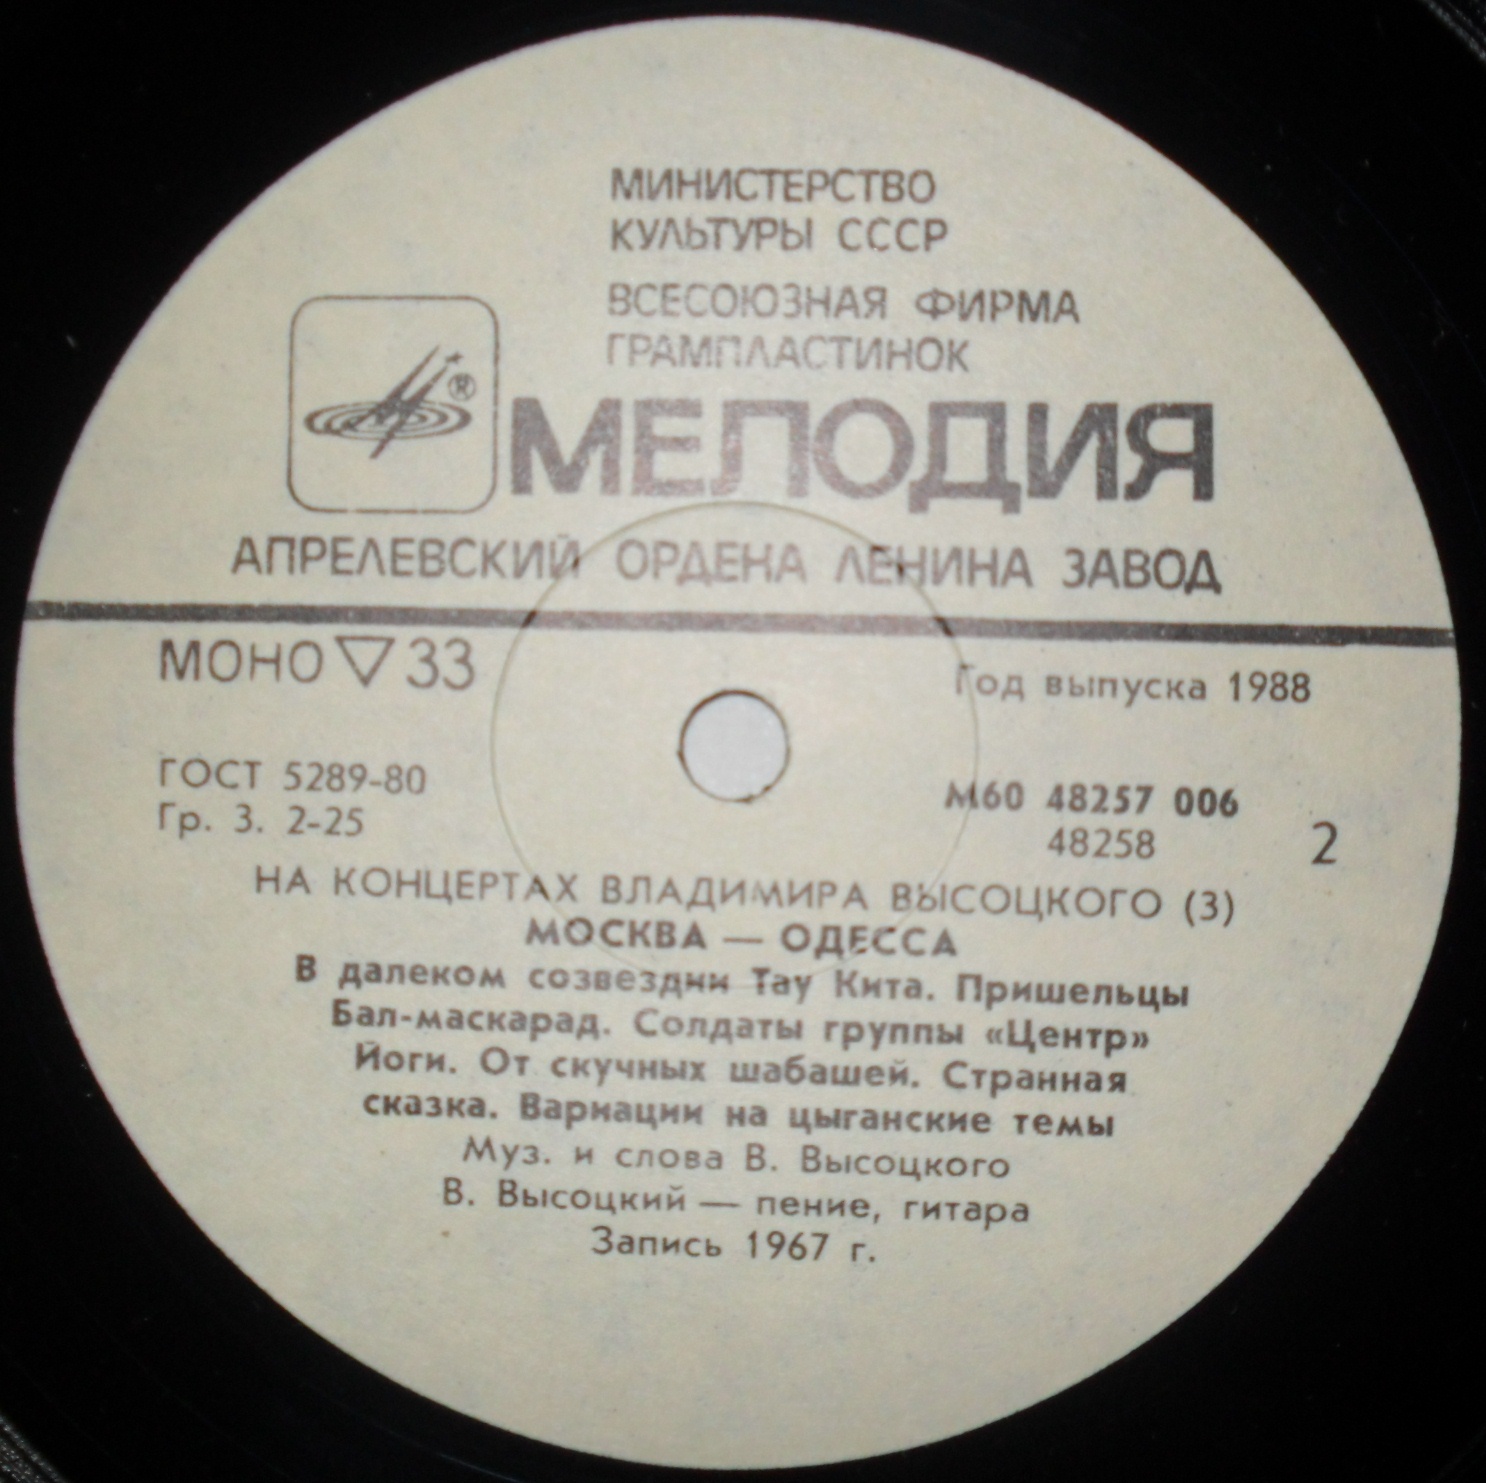 МИНИСТЕРСТВО
КУЛЬТУРЫ СССР
ВСЕСОЮЗНАЯ ФИРМА
ГРАМПЛАСТИНОК
®
МЕЛОДИЯ
АПРЕЛЕВСКИЙ ОРДЕНА ЛЕНИНА ЗАВОД
МОНО ▽ 33
Год выпуска 1988
ГОСТ 5289-80
Гр. 3. 2-25
М60 48257 006
48258
2
НА КОНЦЕРТАХ ВЛАДИМИРА ВЫСОЦКОГО (3)
МОСКВА — ОДЕССА
В далеком созвездии Тау Кита. Пришельцы
Бал-маскарад. Солдаты группы «Центр»
Йоги. От скучных шабашей. Странная
сказка. Вариации на цыганские темы
Муз. и слова В. Высоцкого
В. Высоцкий — пение, гитара
Запись 1967 г.